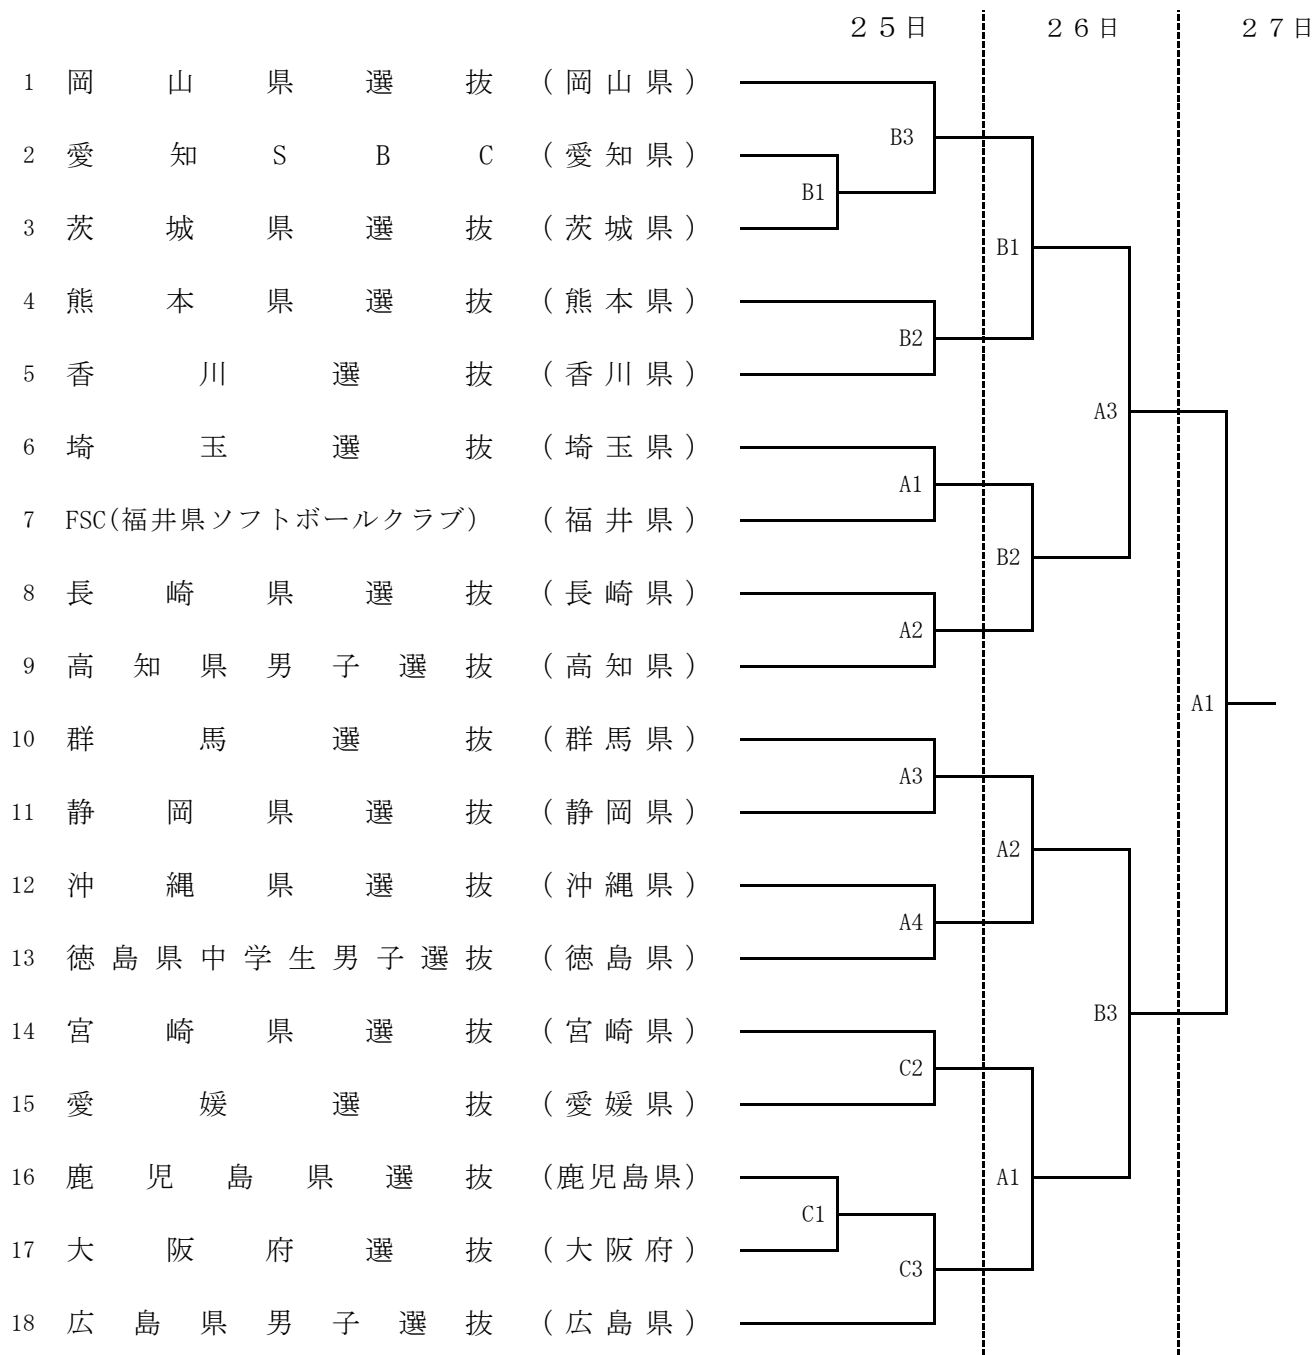 ２５日 ２６日 ２７日
1 岡山県選抜 (岡山県)
B3
2 愛知SBC (愛知県)
B1
3 茨城県選抜 (茨城県)
B1
4 熊本県選抜 (熊本県)
B2
5 香川選抜 (香川県)
A3
6 埼玉選抜 (埼玉県)
A1
7 FSC(福井県ソフトボールクラブ) (福井県)
B2
8 長崎県選抜 (長崎県)
A2
9 高知県男子選抜 (高知県)
A1
10 群馬選抜 (群馬県)
A3
11 静岡県選抜 (静岡県)
A2
12 沖縄県選抜 (沖縄県)
A4
13 徳島県中学生男子選抜 (徳島県)
B3
14 宮崎県選抜 (宮崎県)
C2
15 愛媛選抜 (愛媛県)
16 鹿児島県選抜 (鹿児島県)
A1
C1
17 大阪府選抜 (大阪府)
C3
18 広島県男子選抜 (広島県)